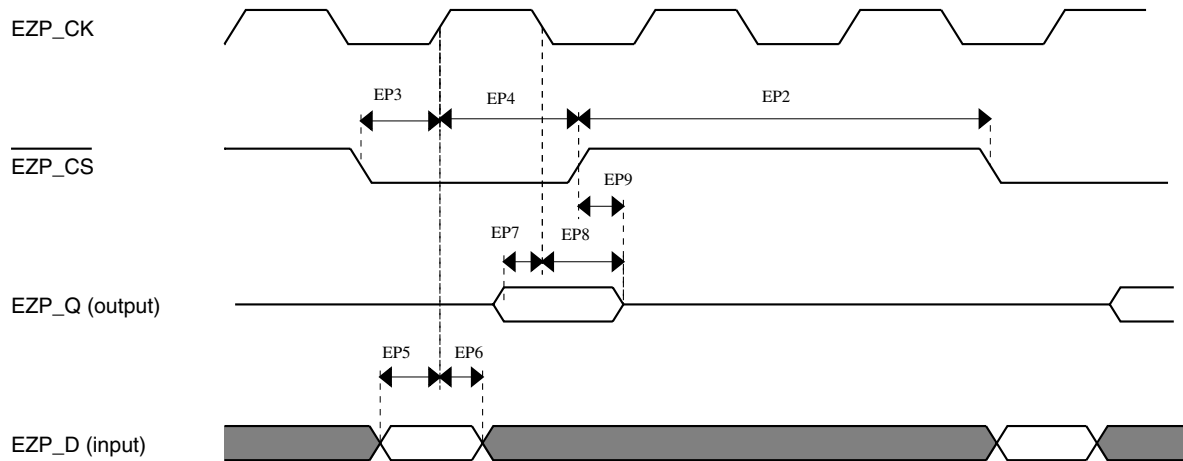 EZP_CK
EP3
EP4
EP2
EZP_CS
EP9
EP7
EP8
EZP_Q (output)
EP5
EP6
EZP_D (input)